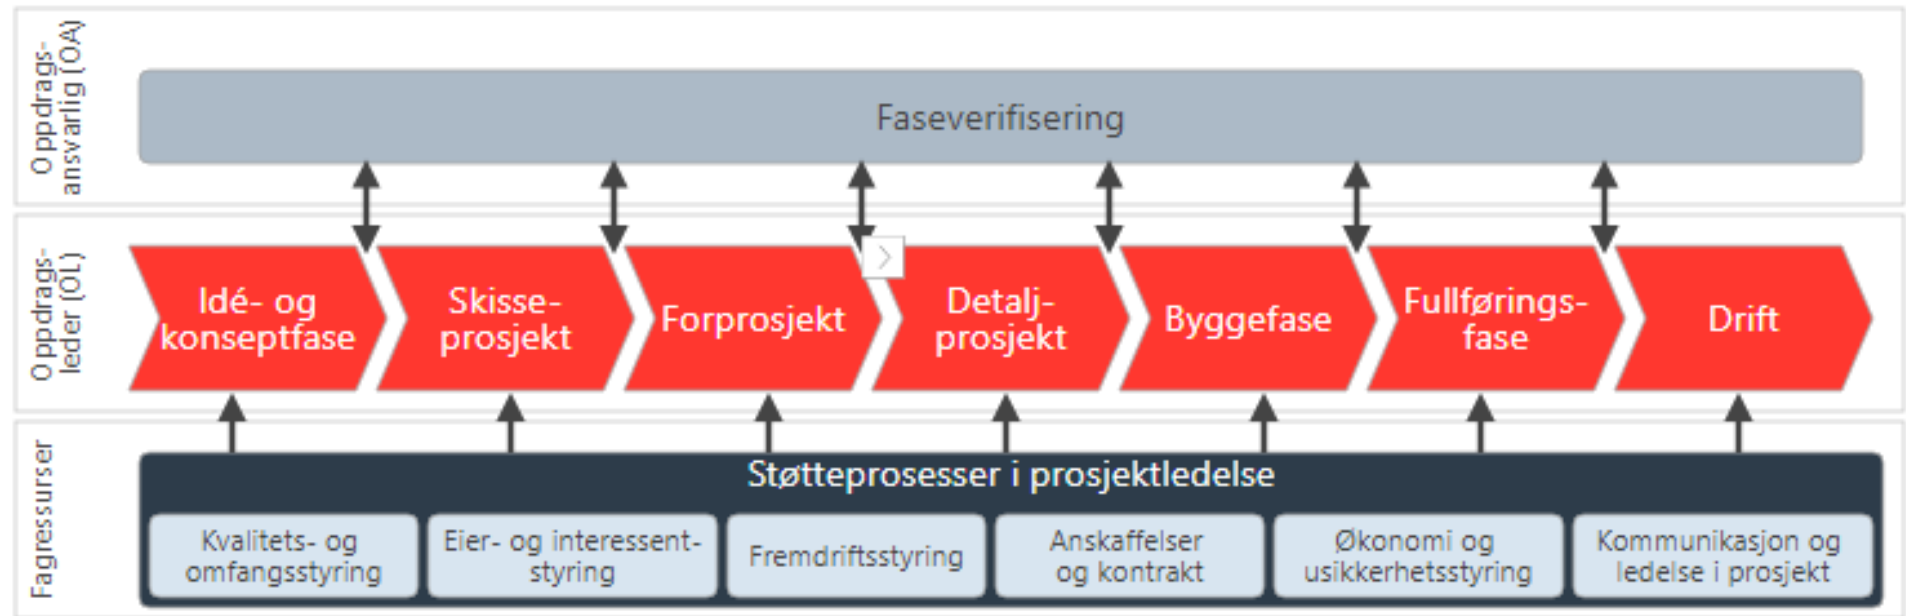 Oppdrags-
ansvarlig (OA)
Faseverifisering
Oppdrags-
leder (OL)
Idé- og
konseptfase
Skisse-
prosjekt
Forprosjekt
Detalj-
prosjekt
Byggefase
Fullførings-
fase
Drift
Fagressurser
Støtteprosesser i prosjektledelse
Kvalitets- og
omfangsstyring
Eier- og interessent-
styring
Fremdriftsstyring
Anskaffelser
og kontrakt
Økonomi og
usikkerhetsstyring
Kommunikasjon og
ledelse i prosjekt